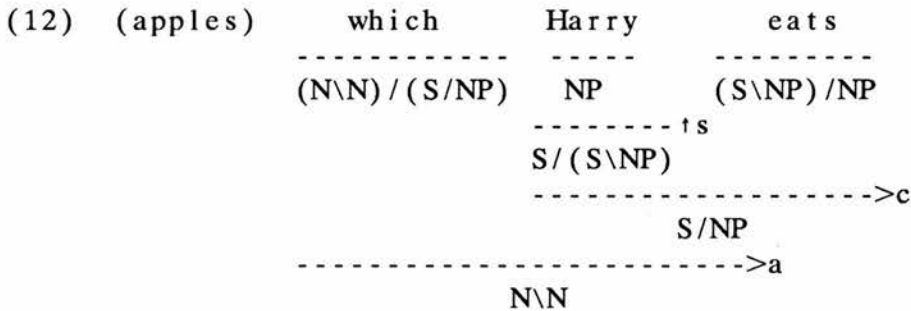 (12) (apples) which Harry eats
------------ ----- ---------
(N\N)/(S/NP) NP (S\NP)/NP
--------↑s
S/(S\NP)
-------------------->c
S/NP
-------------------------->a
N\N